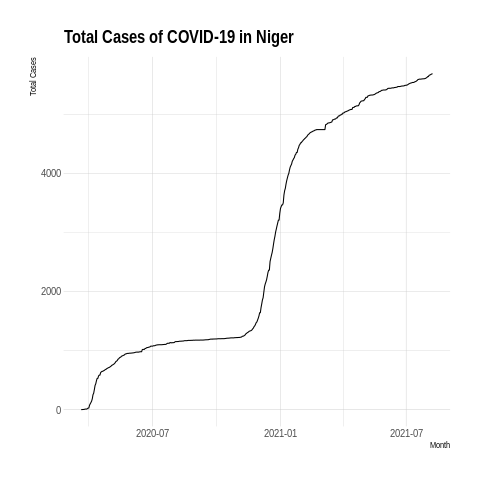 Total Cases of COVID-19 in Niger
Total Cases
4000
2000
0
2020-07
2021-01
2021-07
Month